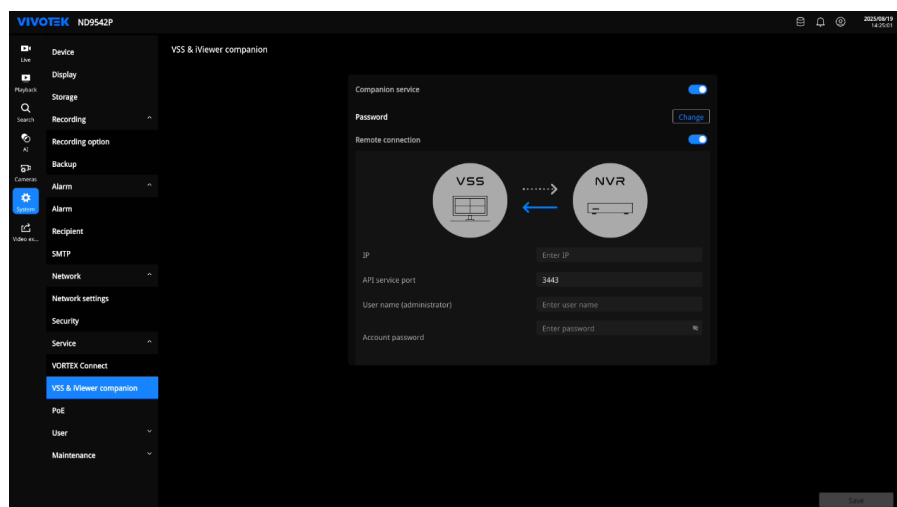 VIVOTEK ND9542P
2025/08/19
14:25:01
Live
Playback
Search
AI
Cameras
System
Video ex...
Device
Display
Storage
Recording
Recording option
Backup
Alarm
Alarm
Recipient
SMTP
Network
Network settings
Security
Service
VORTEX Connect
VSS & iViewer companion
PoE
User
Maintenance
VSS & iViewer companion
Companion service
Password Change
Remote connection
VSS NVR
IP Enter IP
API service port 3443
User name (administrator) Enter user name
Account password Enter password
Save